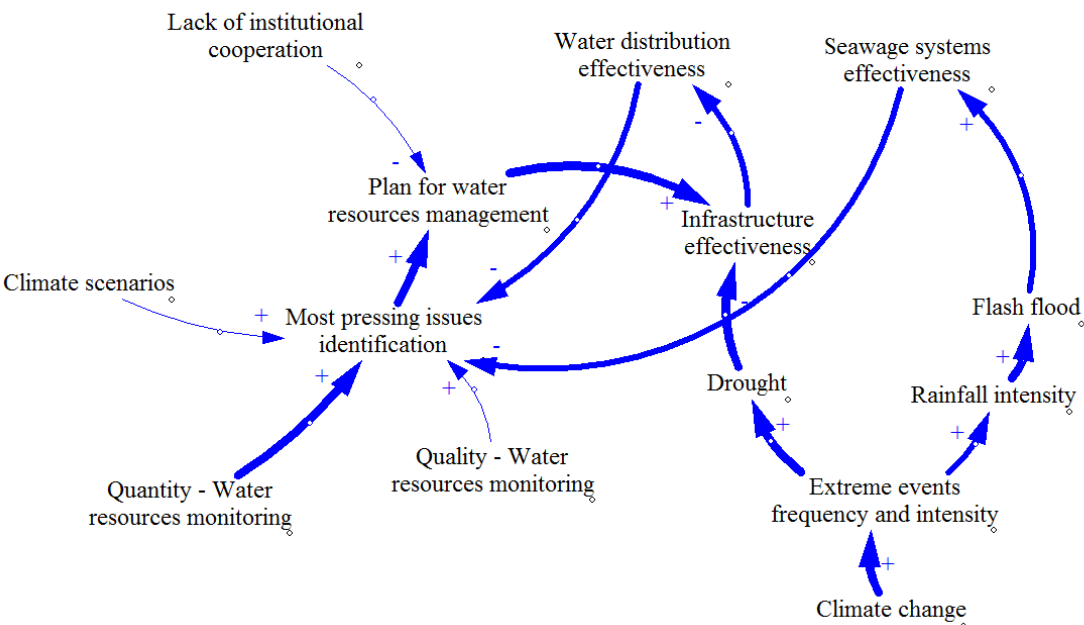 Lack of institutional
cooperation
Water distribution
effectiveness
Seawage systems
effectiveness
+
-
-
Plan for water
resources management
+
Infrastructure
effectiveness
+
-
-
Climate scenarios
+
Most pressing issues
identification
-
+
Flash flood
+
+
Drought
Rainfall intensity
+
+
Quality - Water
resources monitoring
Quantity - Water
resources monitoring
Extreme events
frequency and intensity
+
Climate change